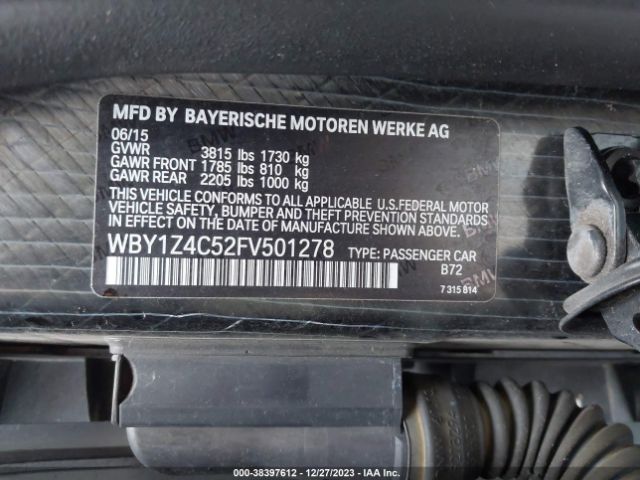 MFD BY BAYERISCHE MOTOREN WERKE AG
06/15
GVWR 3815 lbs 1730 kg
GAWR FRONT 1785 lbs 810 kg
GAWR REAR 2205 lbs 1000 kg
THIS VEHICLE CONFORMS TO ALL APPLICABLE U.S.FEDERAL MOTOR
VEHICLE SAFETY, BUMPER AND THEFT PREVENTION STANDARDS
IN EFFECT ON THE DATE OF MANUFACTURE SHOWN ABOVE.
WBY1Z4C52FV501278 TYPE: PASSENGER CAR
B72
7 315 814
000-38397612 - 12/27/2023 - IAA Inc.